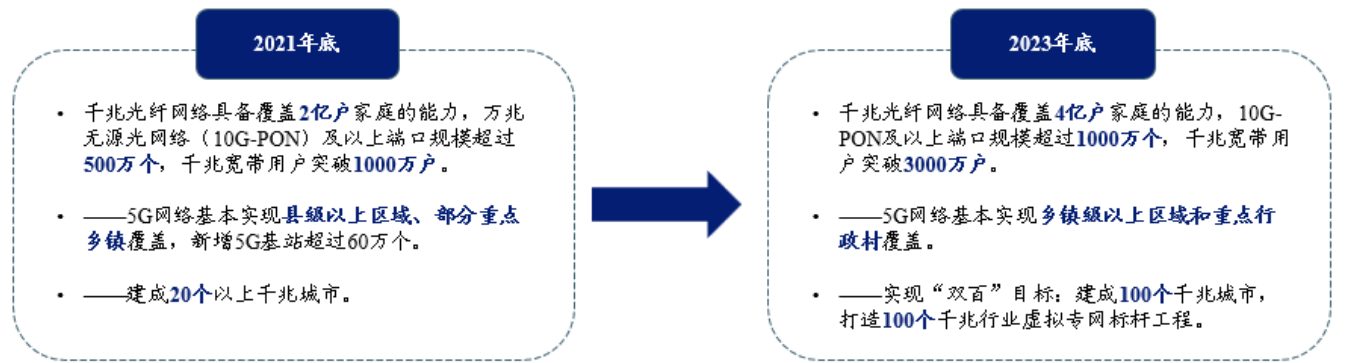 2021年底
• 千兆光纤网络具备覆盖2亿户家庭的能力，万兆
无源光网络（10G-PON）及以上端口规模超过
500万个，千兆宽带用户突破1000万户。
• ——5G网络基本实现县级以上区域、部分重点
乡镇覆盖，新增5G基站超过60万个。
• ——建成20个以上千兆城市。
2023年底
• 千兆光纤网络具备覆盖4亿户家庭的能力，10G-
PON及以上端口规模超过1000万个，千兆宽带用
户突破3000万户。
• ——5G网络基本实现乡镇级以上区域和重点行
政村覆盖。
• ——实现“双百”目标：建成100个千兆城市，
打造100个千兆行业虚拟专网标杆工程。